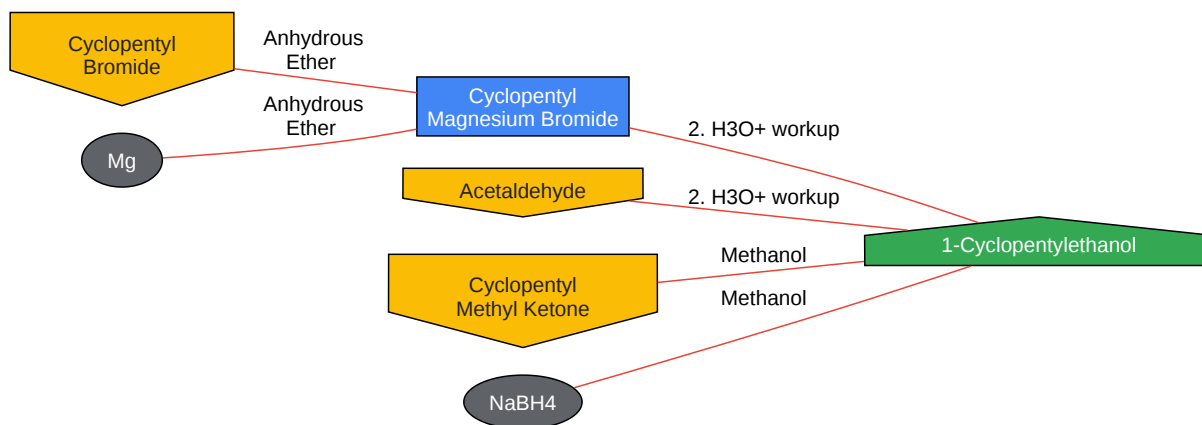 Cyclopentyl
Bromide
Anhydrous
Ether
Anhydrous
Ether
Mg
Cyclopentyl
Magnesium Bromide
2. H3O+ workup
Acetaldehyde
2. H3O+ workup
1-Cyclopentylethanol
Methanol
Cyclopentyl
Methyl Ketone
Methanol
NaBH4